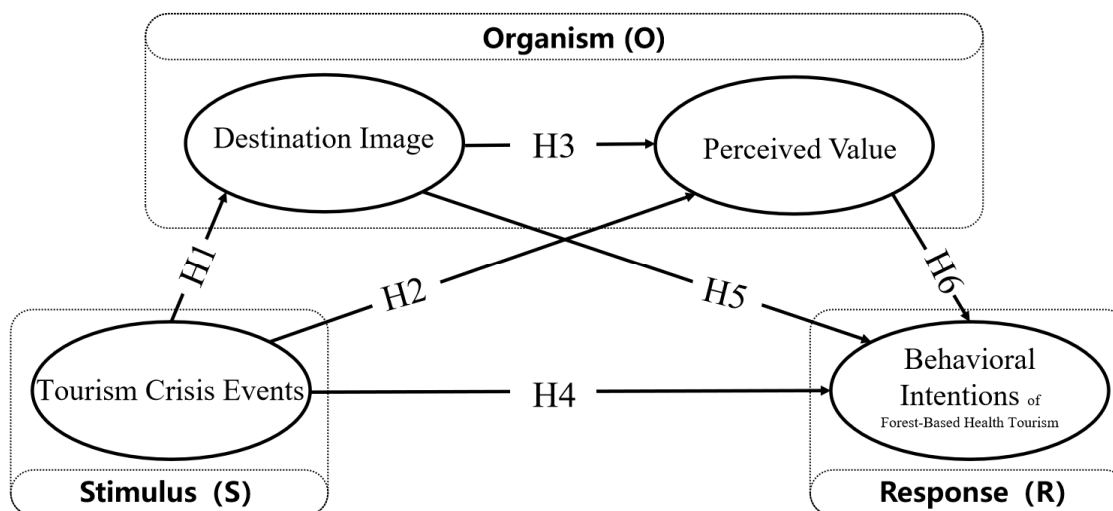 Organism (O)
Destination Image
H3
Perceived Value
H1
H2
H5
H6
Tourism Crisis Events
H4
Behavioral
Intentions of
Forest-Based Health Tourism
Stimulus (S)
Response (R)